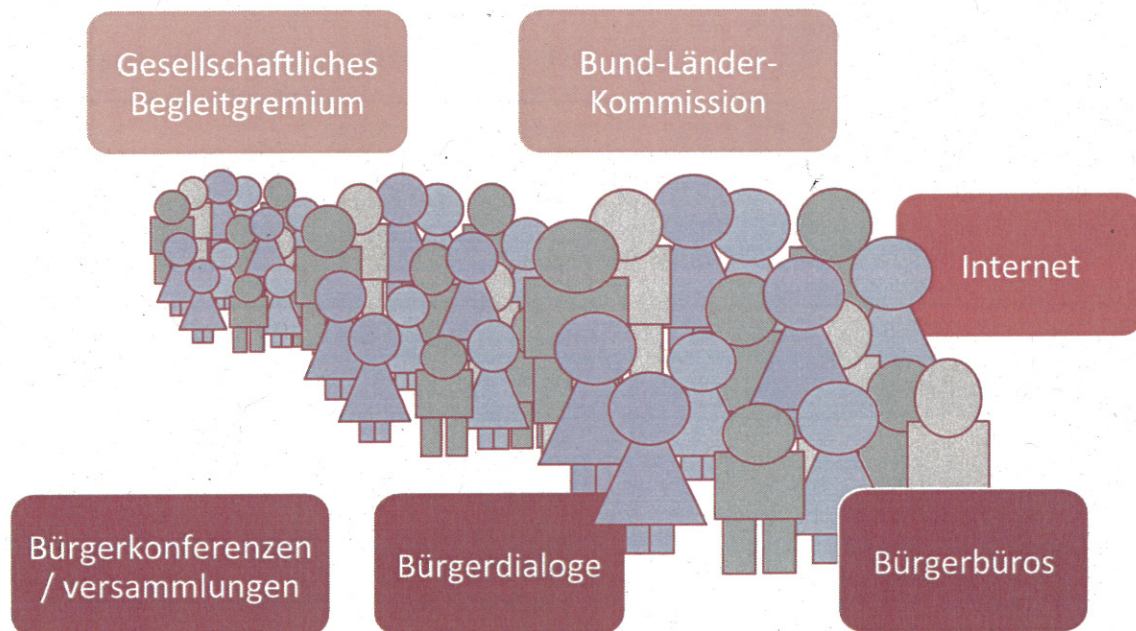 Gesellschaftliches
Begleitgremium
Bund-Länder-
Kommission
Internet
Bürgerkonferenzen
/ versammlungen
Bürgerdialoge
Bürgerbüros